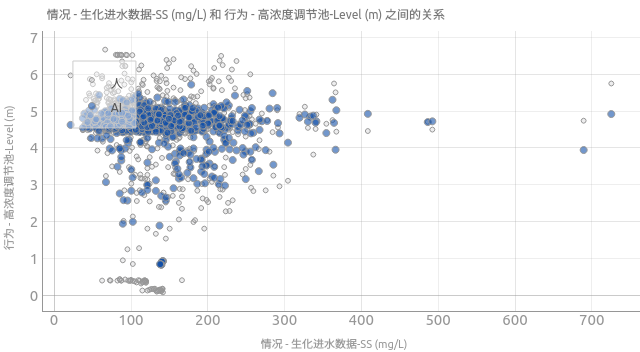 情况 - 生化进水数据-SS (mg/L) 和 行为 - 高浓度调节池-Level (m) 之间的关系
行为 - 高浓度调节池-Level (m)
7
6
5
4
3
2
1
0
人
AI
0 100 200 300 400 500 600 700
情况 - 生化进水数据-SS (mg/L)